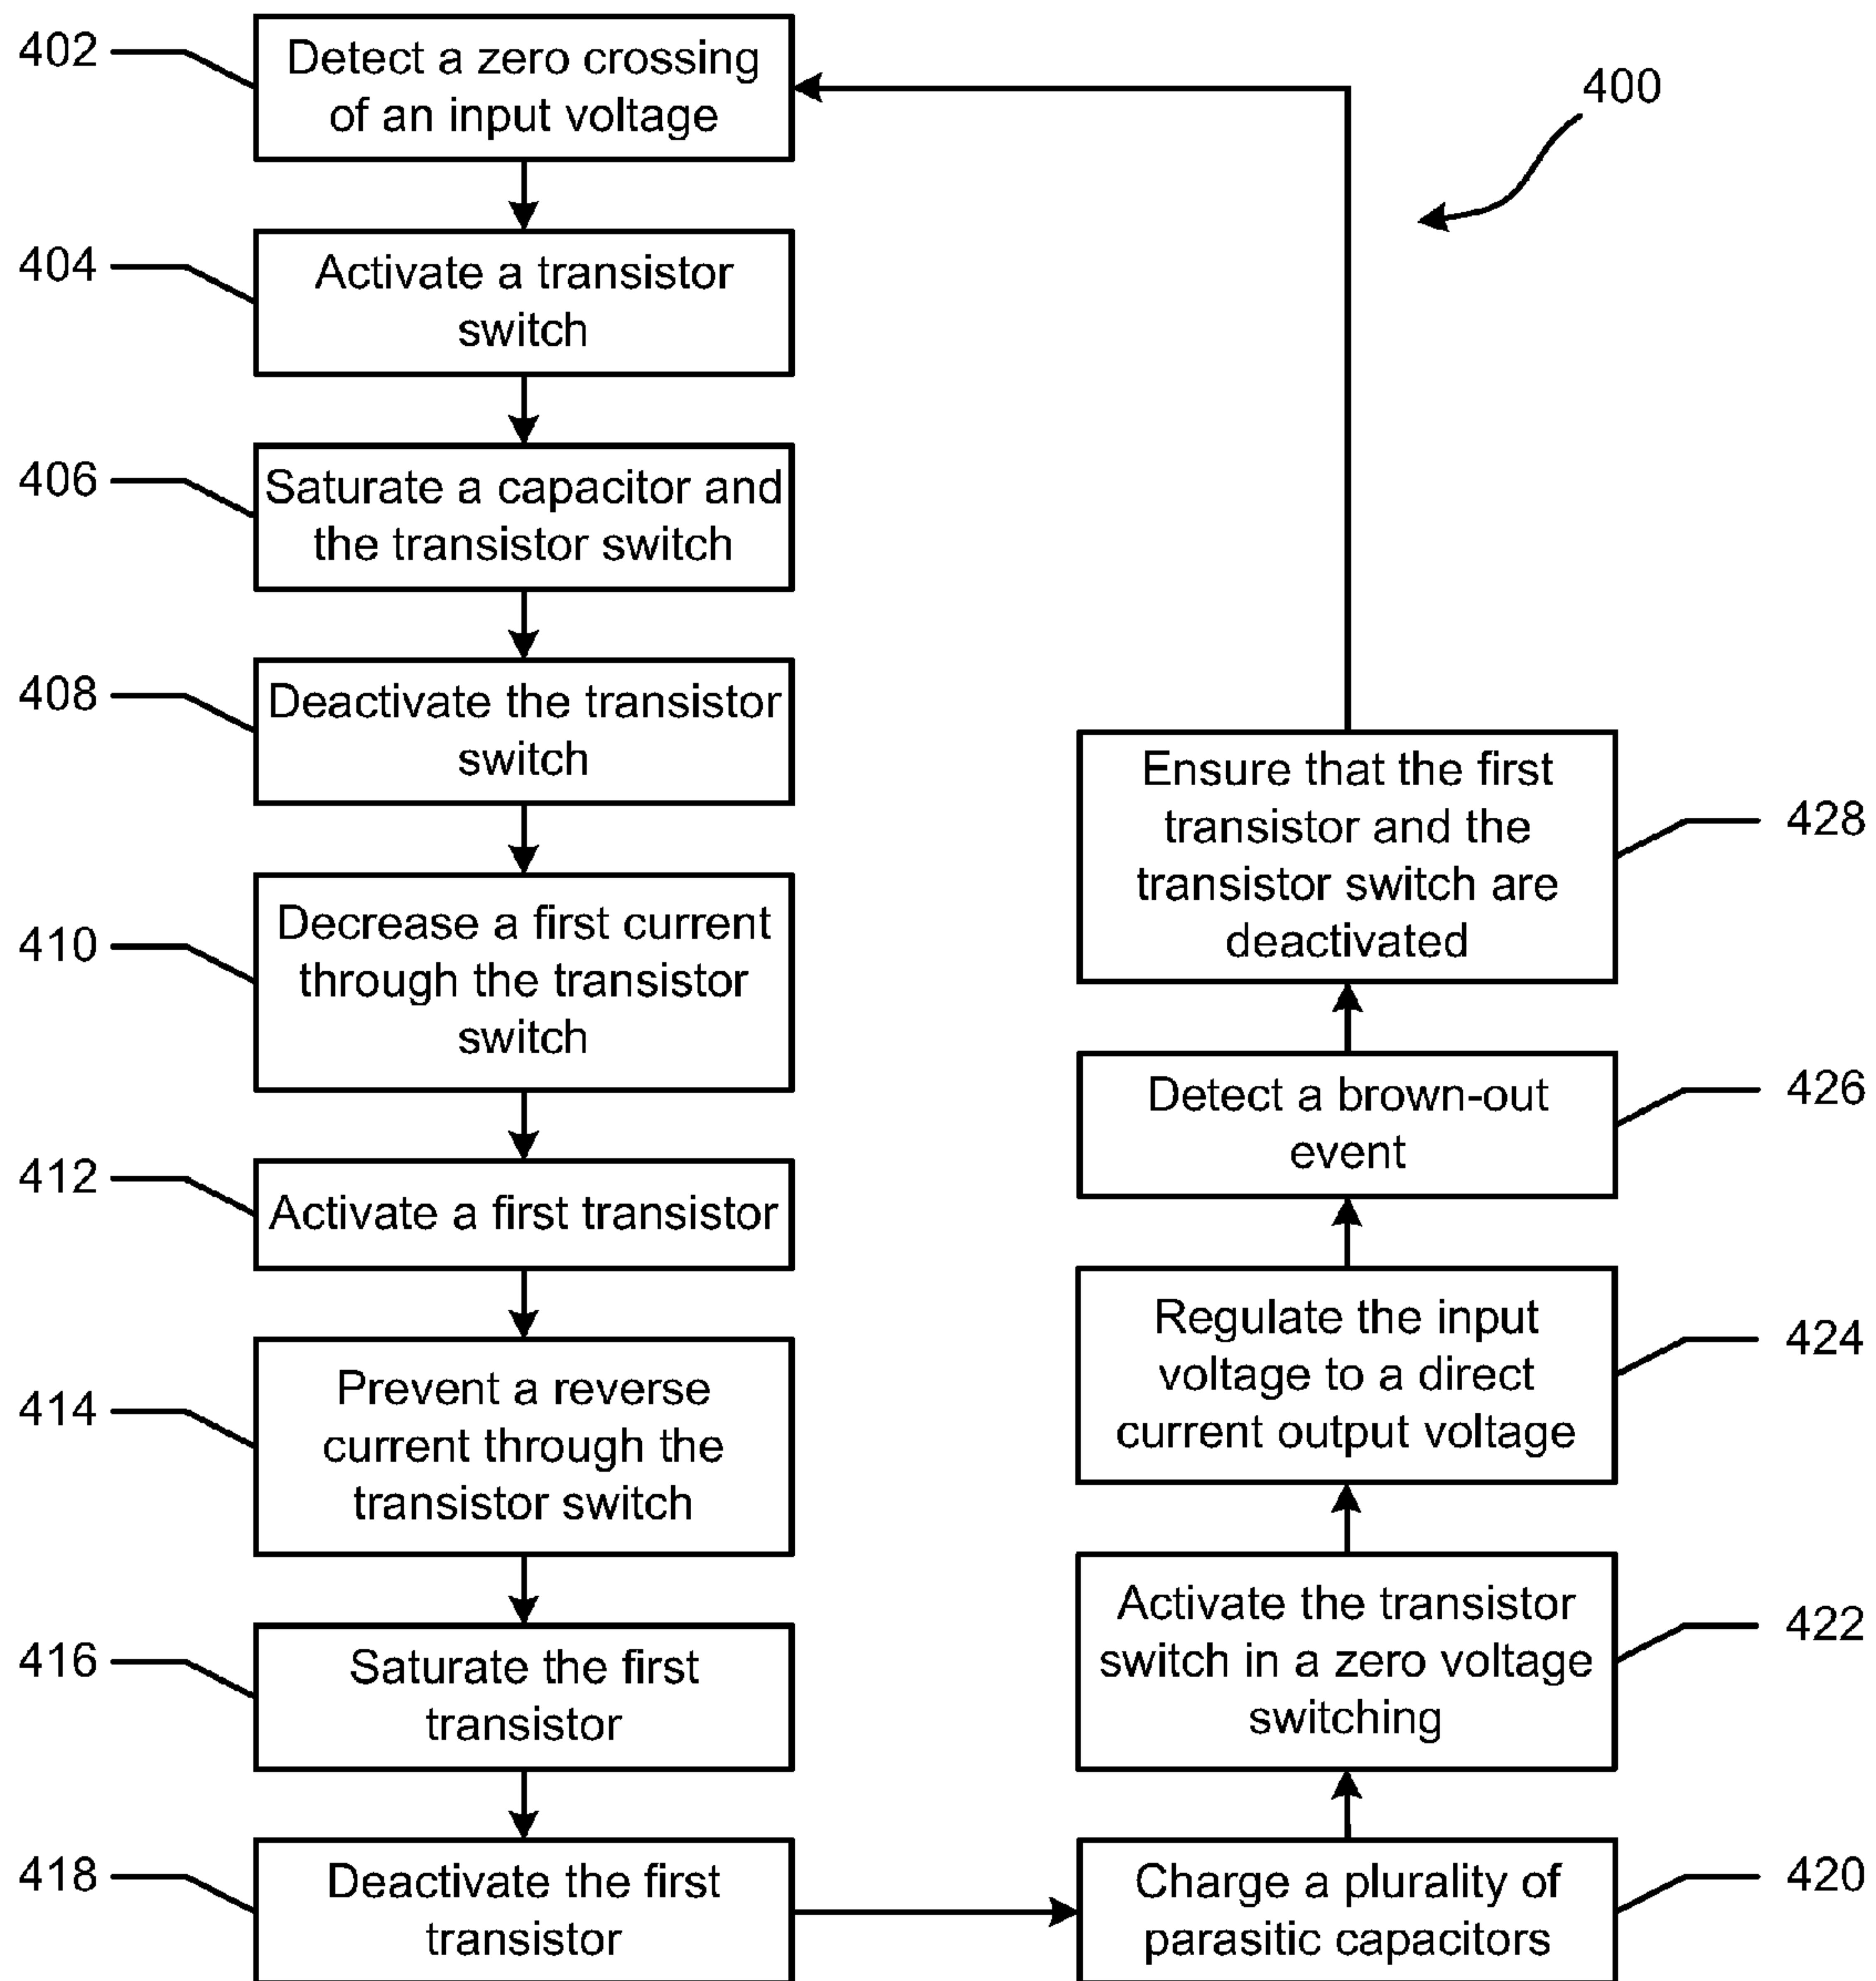 402
Detect a zero crossing
of an input voltage
400
404
Activate a transistor
switch
406
Saturate a capacitor and
the transistor switch
408
Deactivate the transistor
switch
410
Decrease a first current
through the transistor
switch
412
Activate a first transistor
414
Prevent a reverse
current through the
transistor switch
416
Saturate the first
transistor
418
Deactivate the first
transistor
Charge a plurality of
parasitic capacitors
420
Activate the transistor
switch in a zero voltage
switching
422
Regulate the input
voltage to a direct
current output voltage
424
Detect a brown-out
event
426
Ensure that the first
transistor and the
transistor switch are
deactivated
428